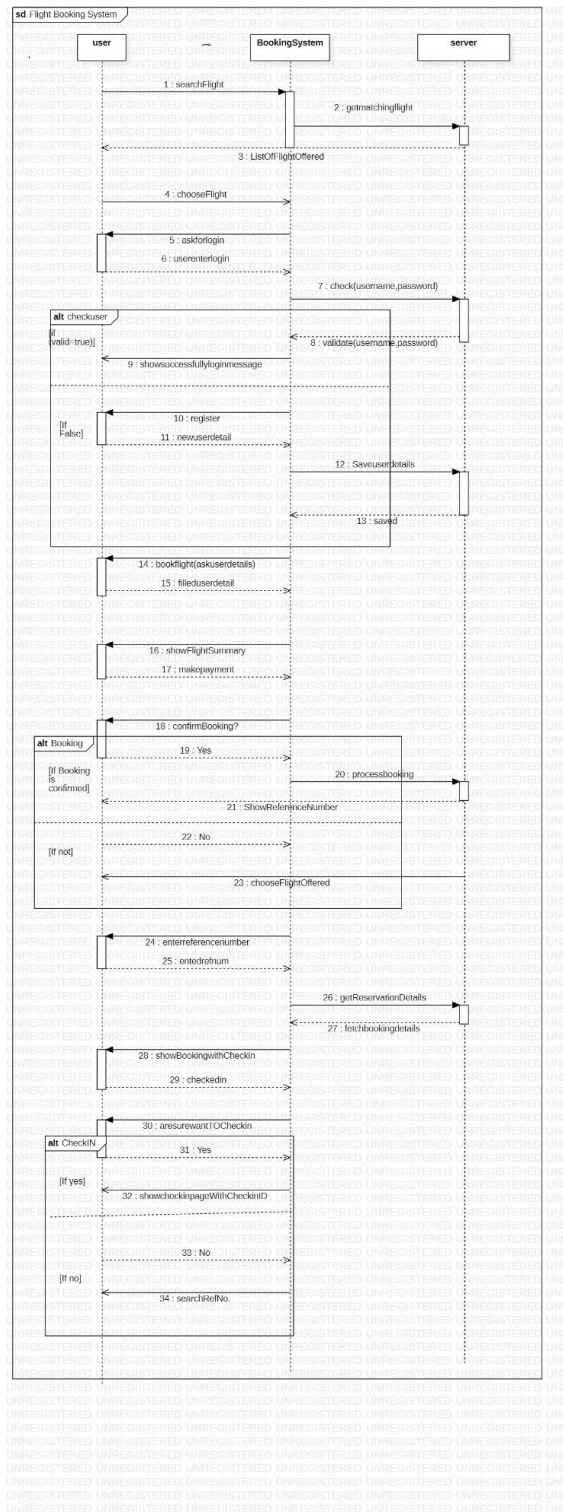 sd Flight Booking System
user
BookingSystem
server
1 : searchFlight
2 : getmatchingflight
3 : ListOfFlightOffered
4 : chooseFlight
5 : askforlogin
6 : userenterlogin
7 : check(username,password)
alt checkuser
[if
(valid=true)]
8 : validate(username,password)
9 : showsuccessfullyloginmessage
10 : register
[If
False]
11 : newuserdetail
12 : Saveuserdetails
13 : saved
14 : bookflight(askuserdetails)
15 : filleduserdetail
16 : showFlightSummary
17 : makepayment
18 : confirmBooking?
alt Booking
19 : Yes
[If Booking
is
confirmed]
20 : processbooking
21 : ShowReferenceNumber
22 : No
[If not]
23 : chooseFlightOffered
24 : enterreferencenumber
25 : entedrefnum
26 : getReservationDetails
27 : fetchbookingdetails
28 : showBookingwithCheckin
29 : checkedin
30 : aresurewantTOCheckin
alt CheckIN
31 : Yes
[If yes]
32 : showcheckinpageWithCheckinID
33 : No
[If no]
34 : searchRefNo.
UNREGISTERED